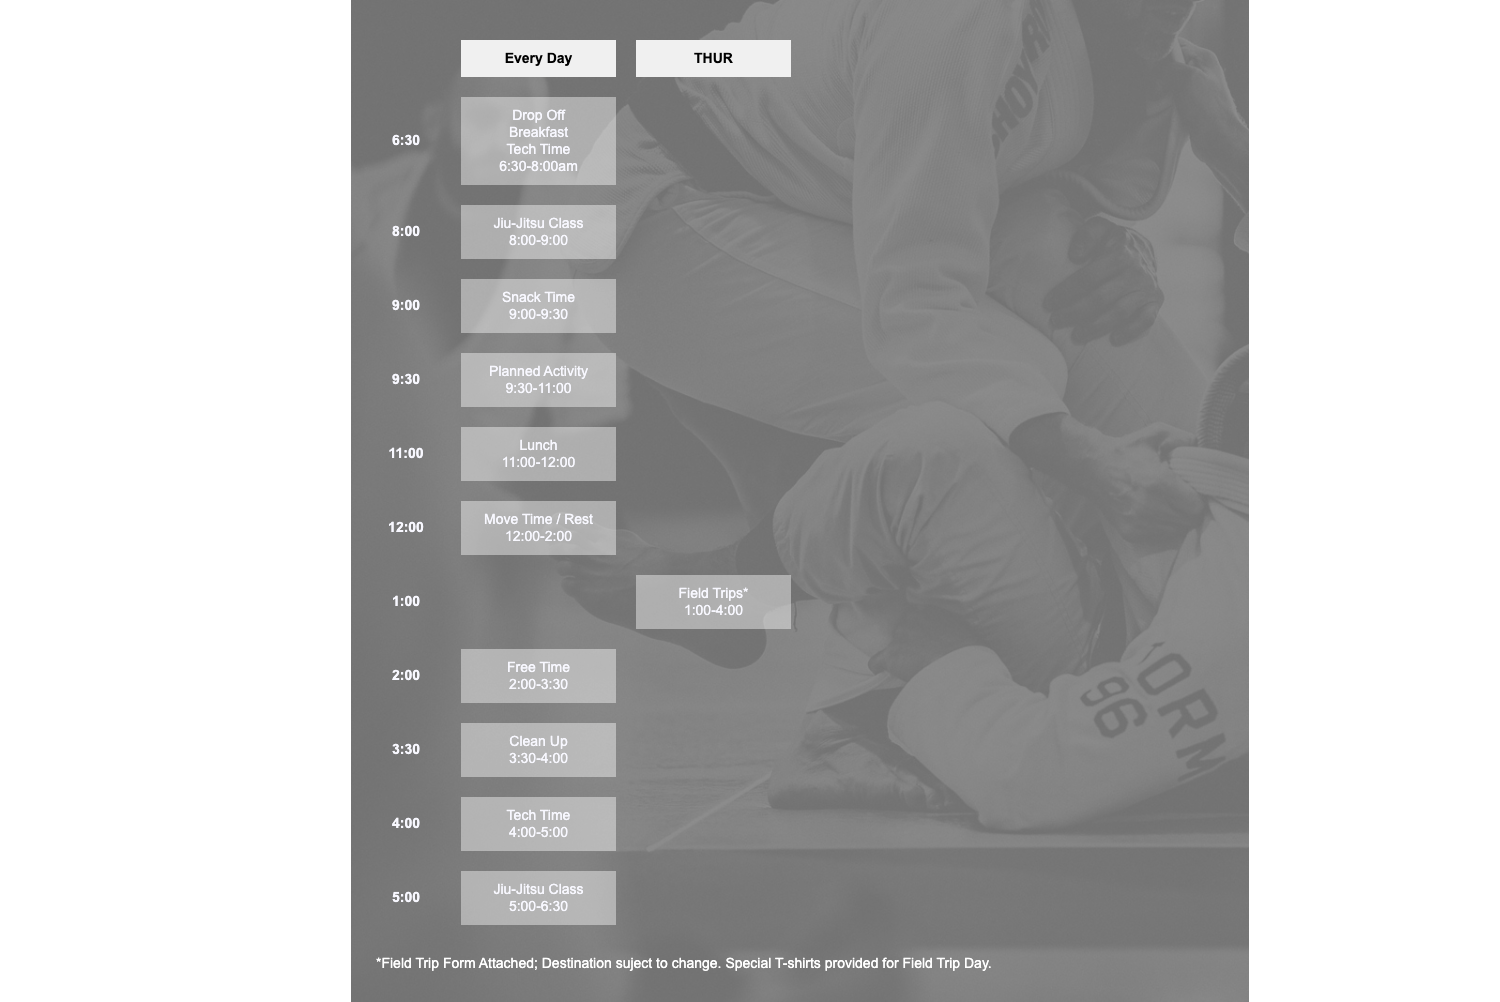 Every Day
THUR
6:30
Drop Off
Breakfast
Tech Time
6:30-8:00am
8:00
Jiu-Jitsu Class
8:00-9:00
9:00
Snack Time
9:00-9:30
9:30
Planned Activity
9:30-11:00
11:00
Lunch
11:00-12:00
12:00
Move Time / Rest
12:00-2:00
1:00
Field Trips*
1:00-4:00
2:00
Free Time
2:00-3:30
3:30
Clean Up
3:30-4:00
4:00
Tech Time
4:00-5:00
5:00
Jiu-Jitsu Class
5:00-6:30
*Field Trip Form Attached; Destination suject to change. Special T-shirts provided for Field Trip Day.
96